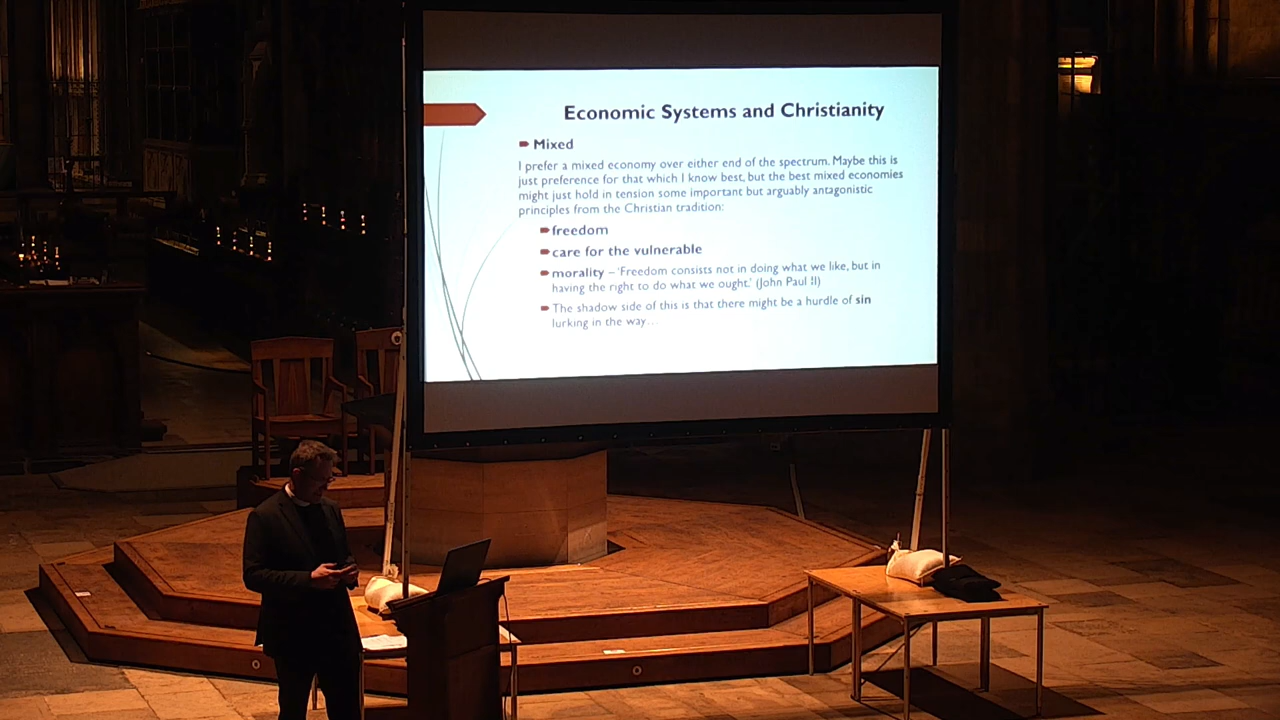 Economic Systems and Christianity
Mixed
I prefer a mixed economy over either end of the spectrum. Maybe this is
just preference for that which I know best, but the best mixed economies
might just hold in tension some important but arguably antagonistic
principles from the Christian tradition:
freedom
care for the vulnerable
morality – 'Freedom consists not in doing what we like, but in
having the right to do what we ought.' (John Paul II)
The shadow side of this is that there might be a hurdle of sin
lurking in the way…